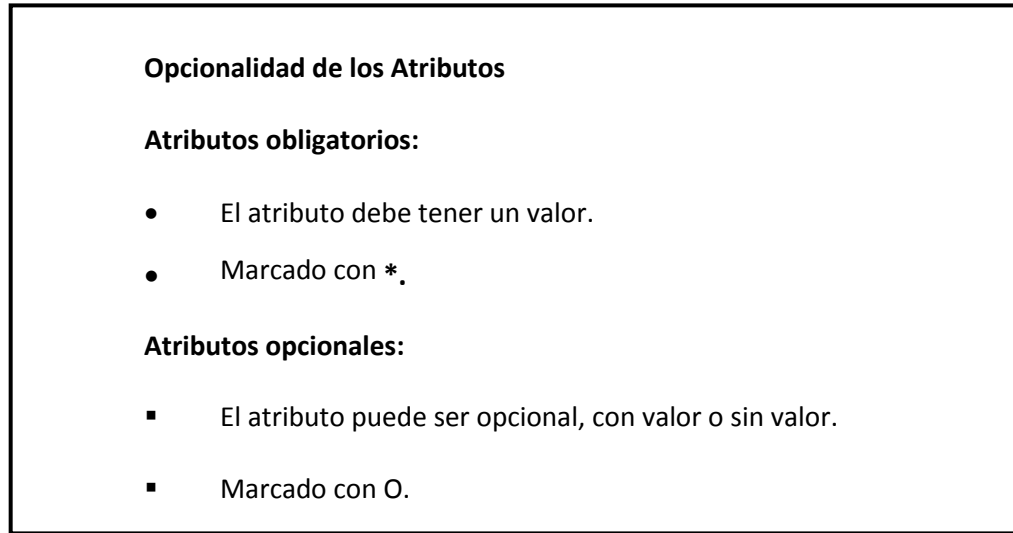 Opcionalidad de los Atributos
Atributos obligatorios:
• El atributo debe tener un valor.
• Marcado con *.
Atributos opcionales:
▪ El atributo puede ser opcional, con valor o sin valor.
▪ Marcado con O.